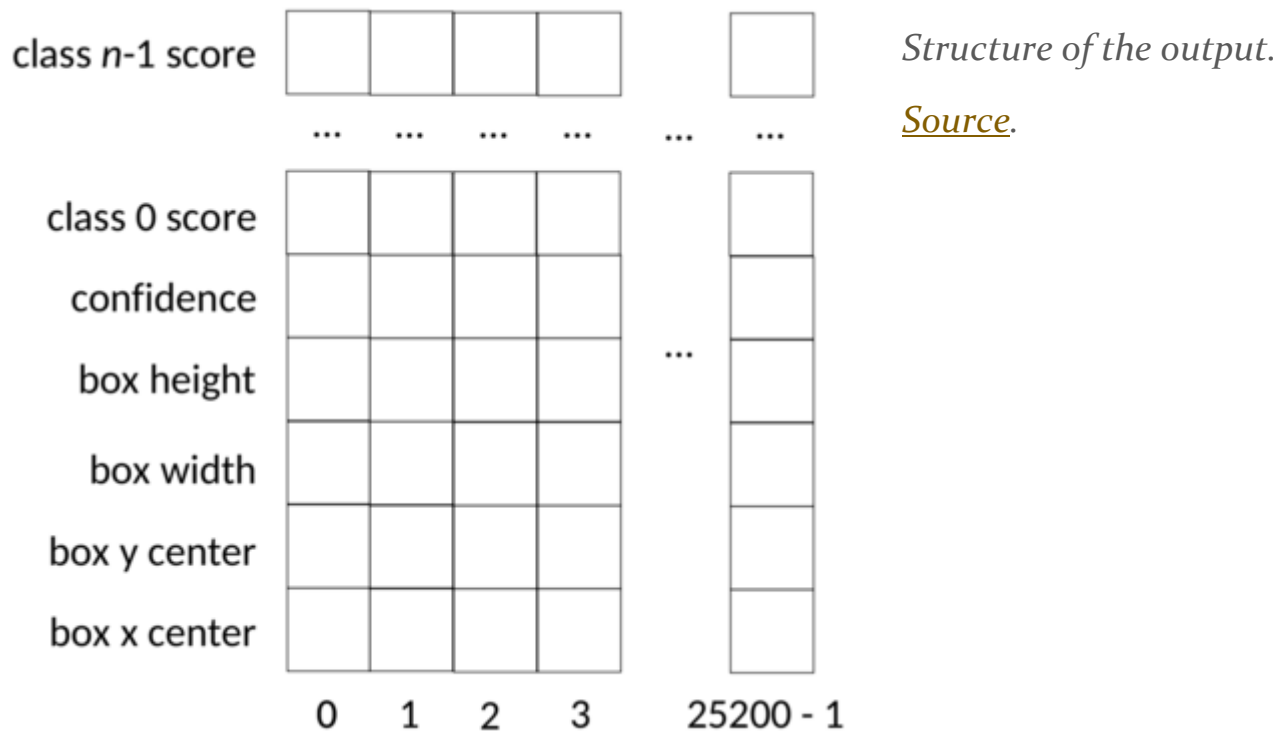 class n-1 score
Structure of the output.
Source.
... ... ... ... ... ...
class 0 score
confidence
...
box height
box width
box y center
box x center
0 1 2 3 25200 - 1